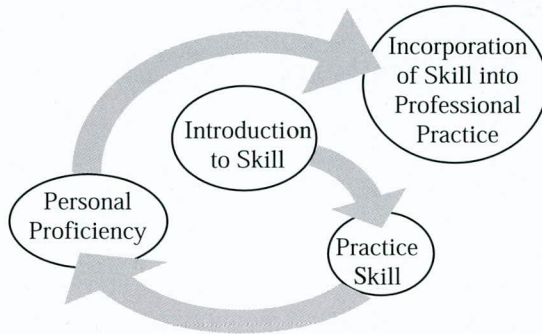 Incorporation
of Skill into
Professional
Practice
Introduction
to Skill
Personal
Proficiency
Practice
Skill